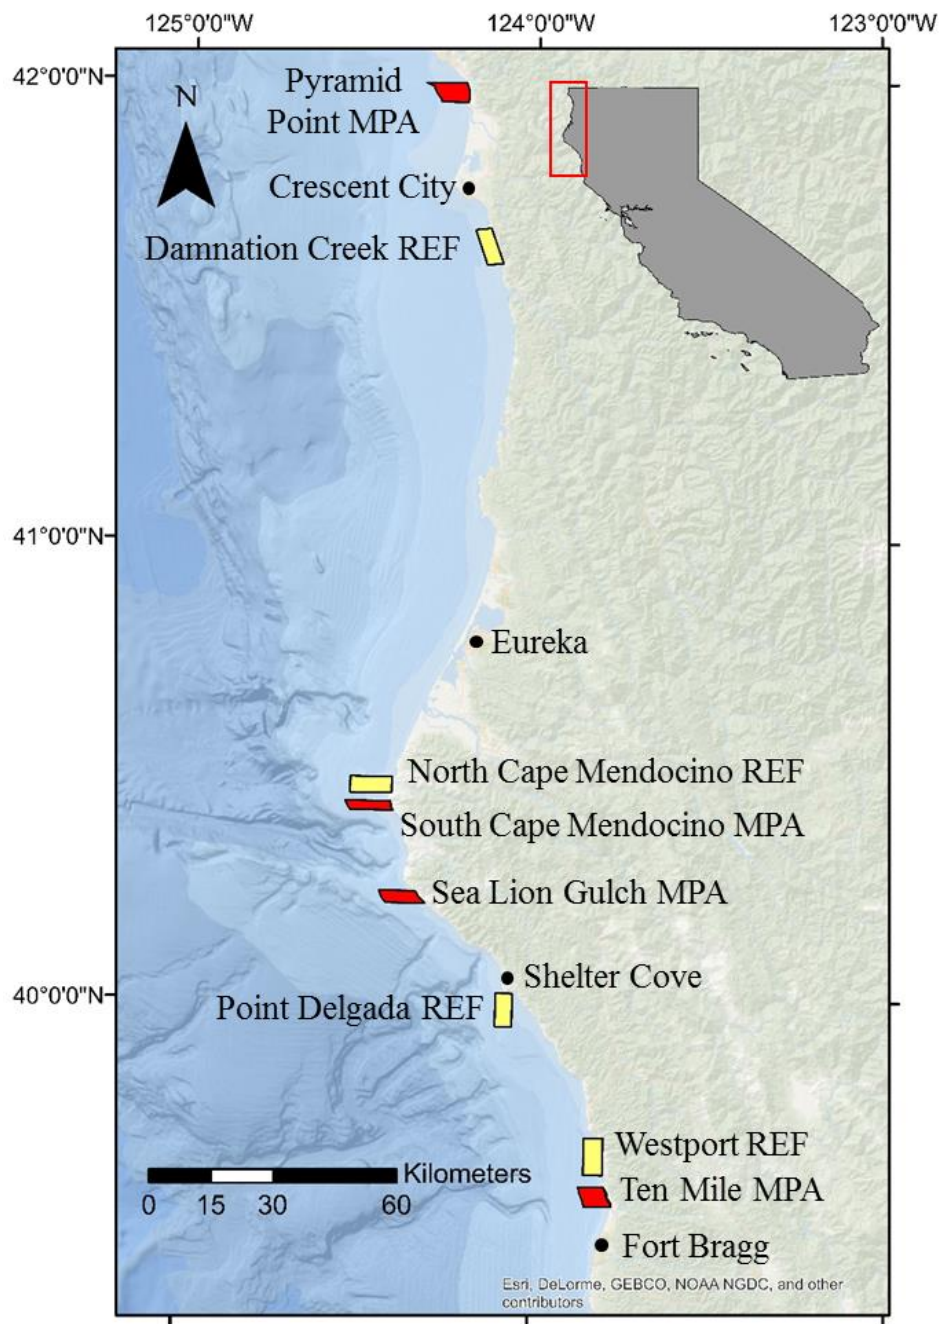 125°0'0"W 124°0'0"W 123°0'0"W
42°0'0"N
Pyramid
Point MPA
N
Crescent City
Damnation Creek REF
41°0'0"N
Eureka
North Cape Mendocino REF
South Cape Mendocino MPA
Sea Lion Gulch MPA
Shelter Cove
40°0'0"N
Point Delgada REF
Westport REF
Kilometers
Ten Mile MPA
0 15 30 60
Fort Bragg
Esri, DeLorme, GEBCO, NOAA NGDC, and other
contributors